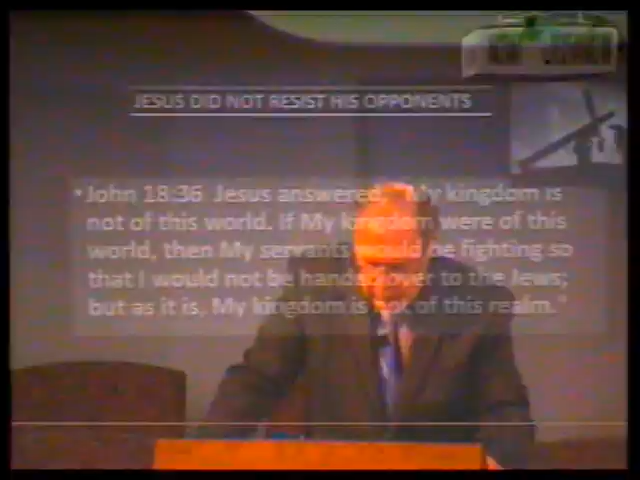 JESUS DID NOT RESIST HIS OPPONENTS
• John 18:36 Jesus answered, "My kingdom is
not of this world. If My kingdom were of this
world, then My servants would be fighting so
that I would not be handed over to the Jews;
but as it is, My kingdom is not of this realm."